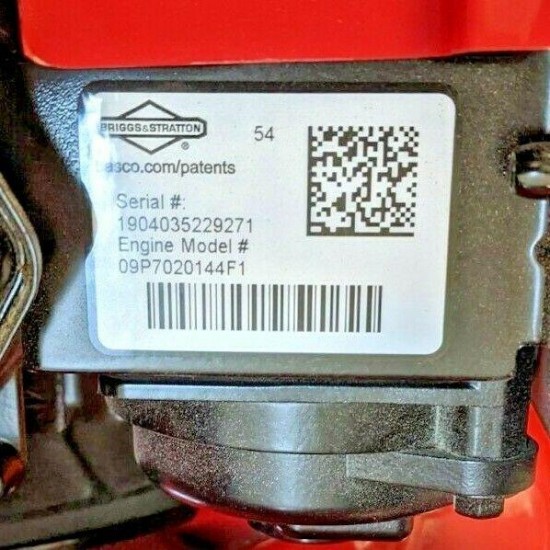 BRIGGS & STRATTON
®
54
basco.com/patents
Serial #:
1904035229271
Engine Model #
09P7020144F1